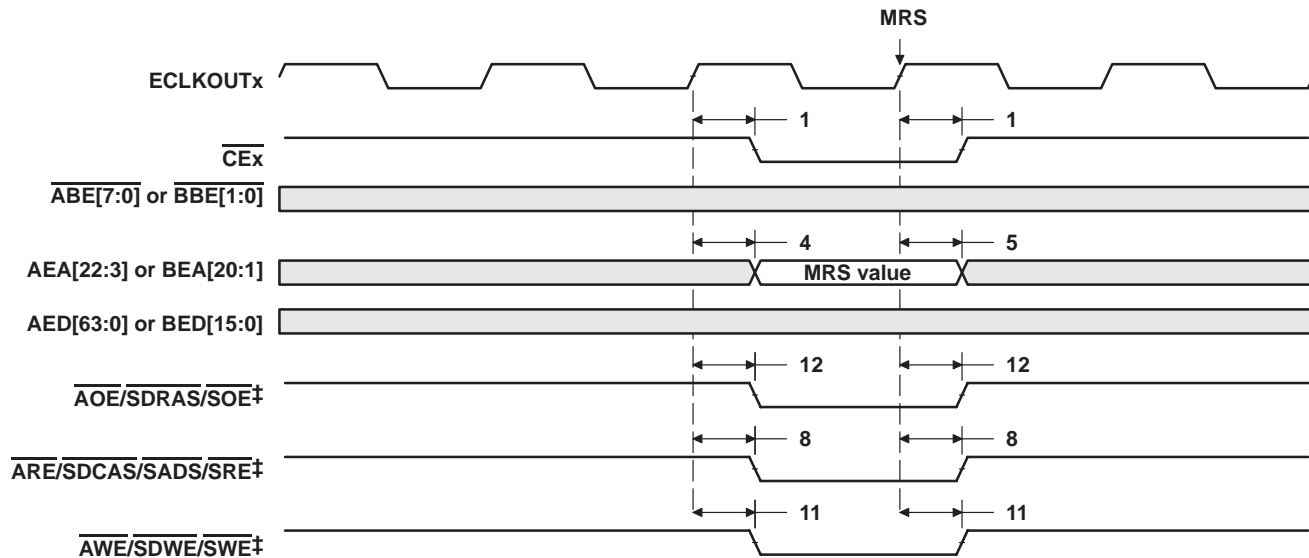 MRS
ECLKOUTx
1 1
CEx
ABE[7:0] or BBE[1:0]
4 5
AEA[22:3] or BEA[20:1] MRS value
AED[63:0] or BED[15:0]
12 12
AOE/SDRAS/SOE‡
8 8
ARE/SDCAS/SADS/SRE‡
11 11
AWE/SDWE/SWE‡